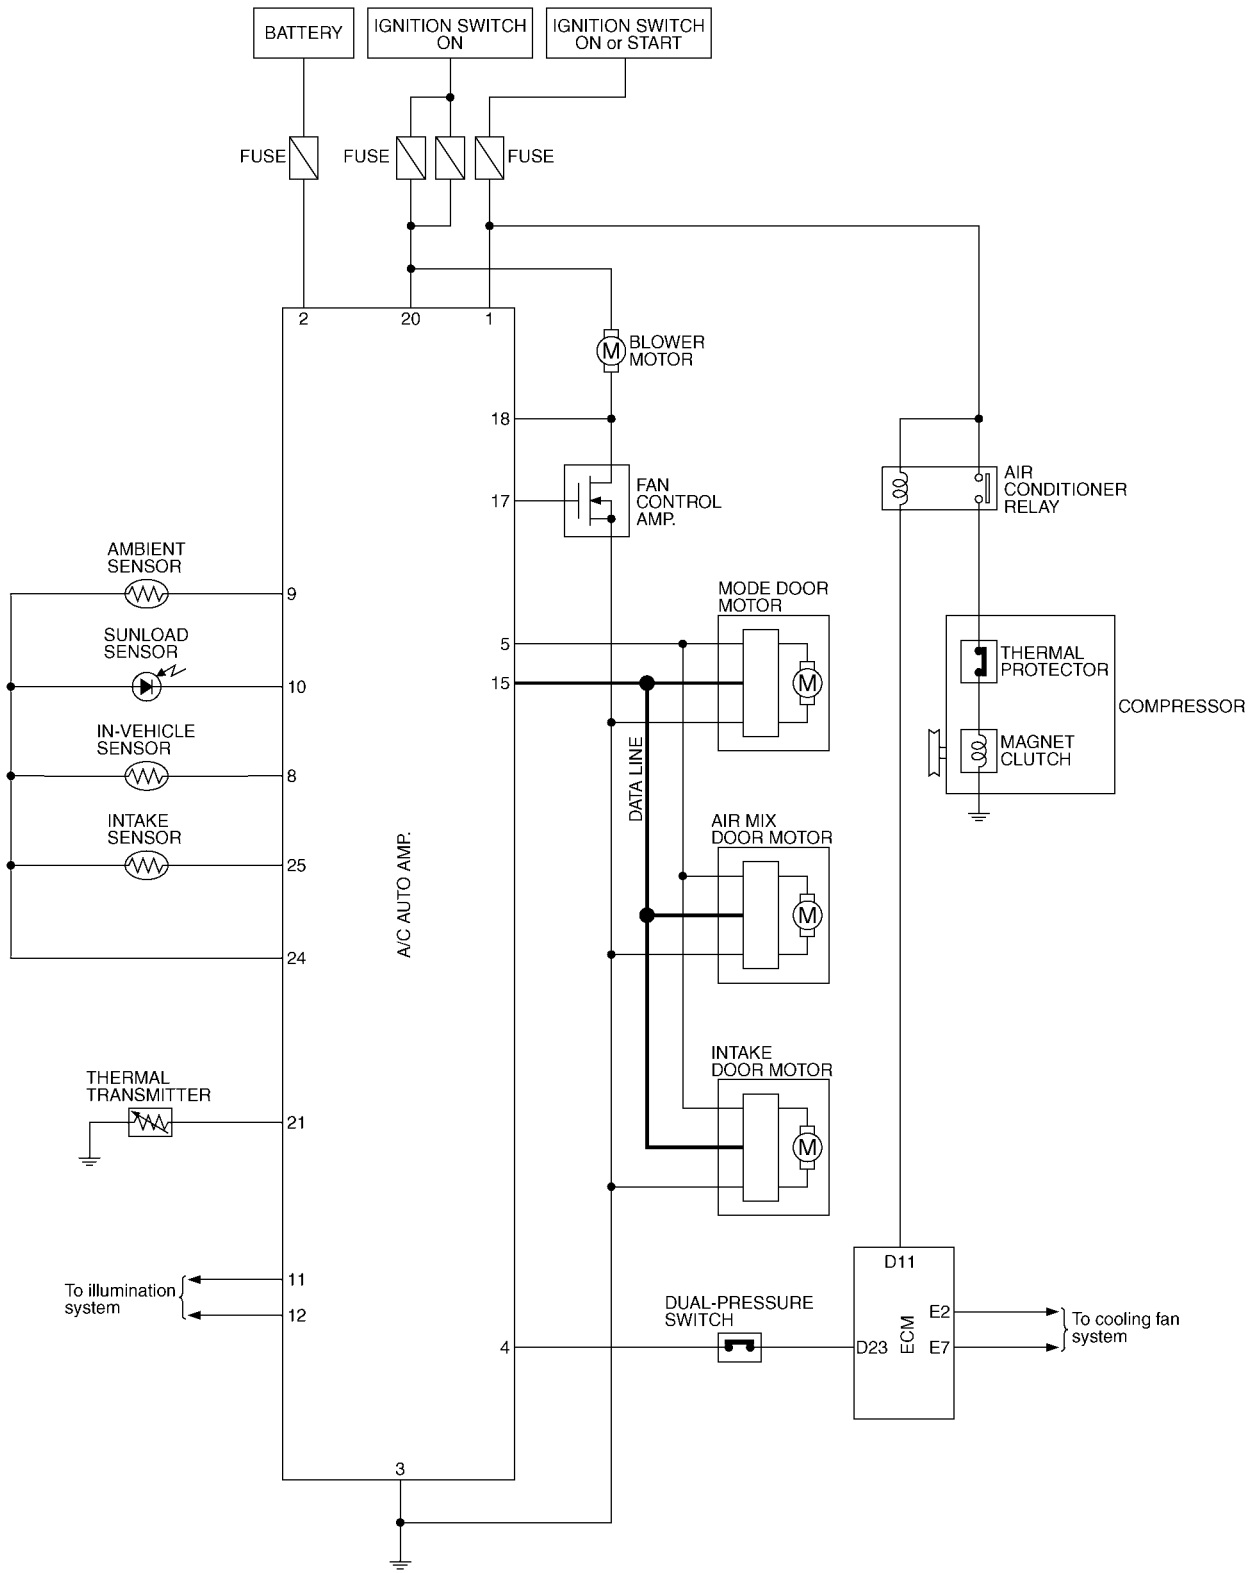 BATTERY
IGNITION SWITCH
ON
IGNITION SWITCH
ON or START
FUSE
FUSE
FUSE
2
20
1
BLOWER
MOTOR
18
17
FAN
CONTROL
AMP.
AIR
CONDITIONER
RELAY
AMBIENT
SENSOR
9
SUNLOAD
SENSOR
10
IN-VEHICLE
SENSOR
8
INTAKE
SENSOR
25
24
A/C AUTO AMP.
5
15
DATA LINE
MODE DOOR
MOTOR
M
M
AIR MIX
DOOR MOTOR
M
INTAKE
DOOR MOTOR
M
THERMAL
PROTECTOR
MAGNET
CLUTCH
COMPRESSOR
THERMAL
TRANSMITTER
21
To illumination
system
11
12
4
DUAL-PRESSURE
SWITCH
D11
D23
ECM
E2
E7
To cooling fan
system
3